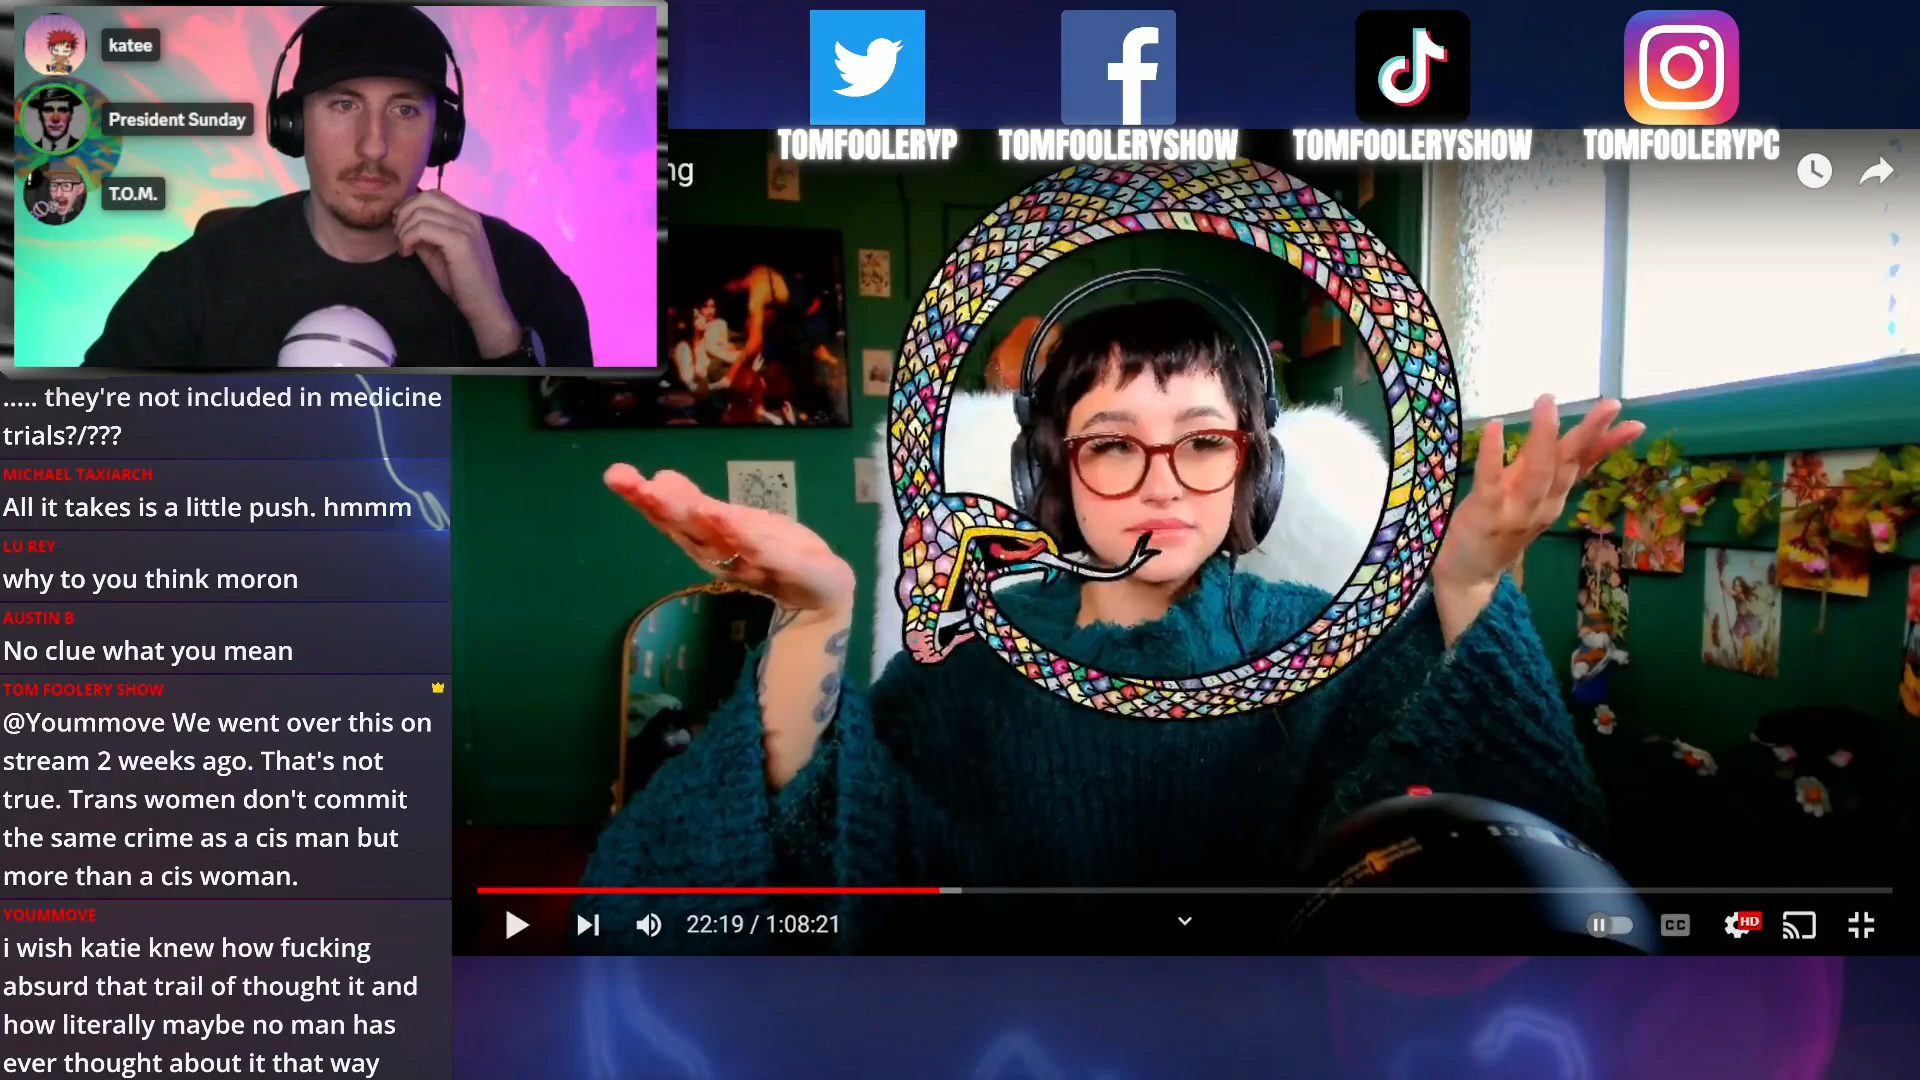 katee
President Sunday
T.O.M.
TOMFOOLERYP
TOMFOOLERYSHOW
TOMFOOLERYSHOW
TOMFOOLERYPC
ng
..... they're not included in medicine
trials?/???
MICHAEL TAXIARCH
All it takes is a little push. hmmm
LU REY
why to you think moron
AUSTIN B
No clue what you mean
TOM FOOLERY SHOW
@Yoummove We went over this on
stream 2 weeks ago. That's not
true. Trans women don't commit
the same crime as a cis man but
more than a cis woman.
YOUMMOVE
i wish katie knew how fucking
absurd that trail of thought it and
how literally maybe no man has
ever thought about it that way
22:19 / 1:08:21
CC
HD